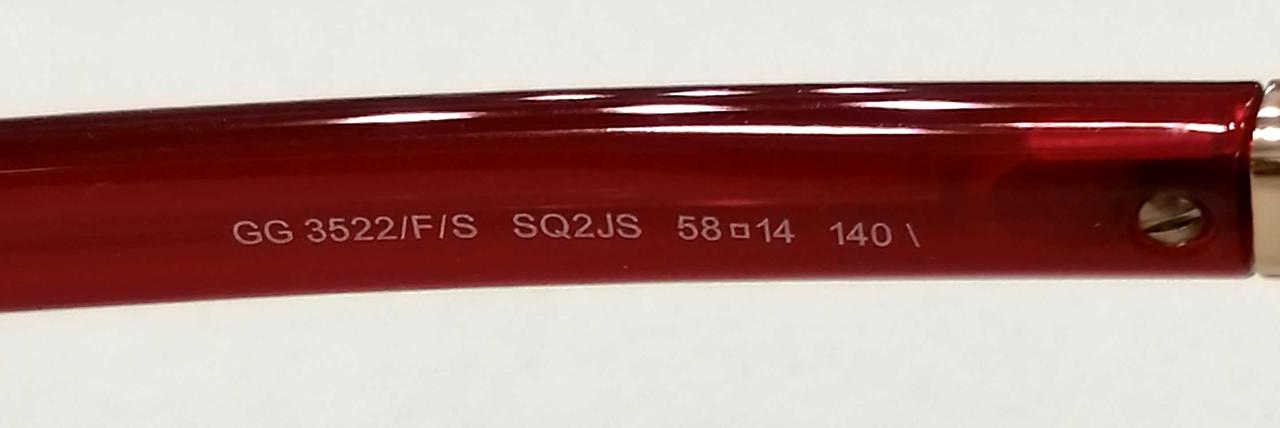 GG 3522/F/S SQ2JS 58□14 140 \